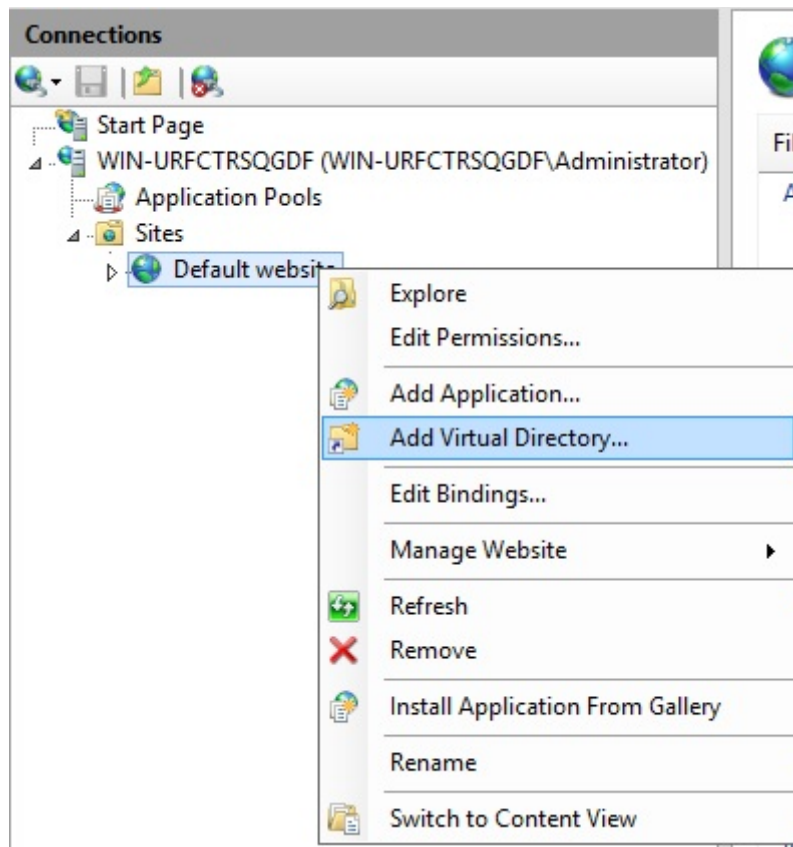 Connections
Start Page
WIN-URFCTRSQGDF (WIN-URFCTRSQGDF\Administrator)
Application Pools
Sites
Default website
Explore
Edit Permissions...
Add Application...
Add Virtual Directory...
Edit Bindings...
Manage Website
Refresh
Remove
Install Application From Gallery
Rename
Switch to Content View